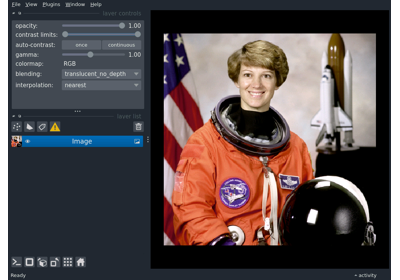 File View Plugins Window Help
layer controls
opacity: 1.00
contrast limits:
auto-contrast: once continuous
gamma: 1.00
colormap: RGB
blending: translucent_no_depth
interpolation: nearest
layer list
Image
Ready
activity